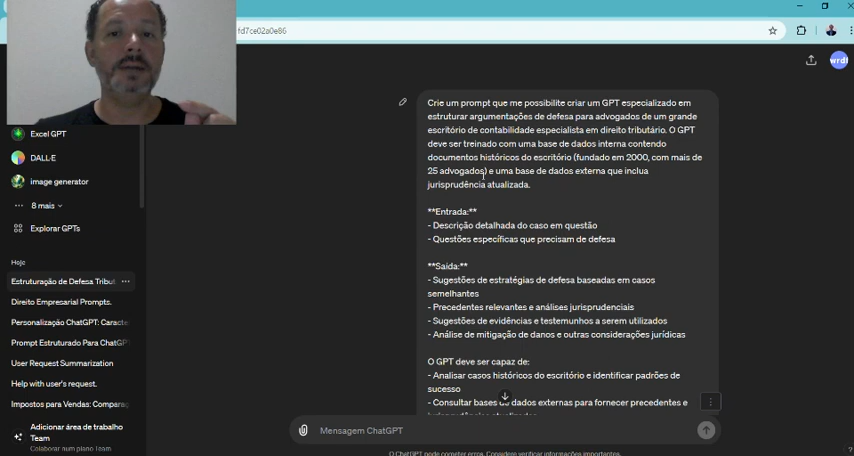 fd7ce02a0e86
wrdf
Excel GPT
DALL·E
image generator
8 mais
Explorar GPTs
Hoje
Estruturação de Defesa Tribut
Direito Empresarial Prompts.
Personalização ChatGPT: Caracte
Prompt Estruturado Para ChatGP
User Request Summarization
Help with user's request.
Impostos para Vendas: Comparaç
Adicionar área de trabalho
Team
Colaborar num plano Team
Crie um prompt que me possibilite criar um GPT especializado em
estruturar argumentações de defesa para advogados de um grande
escritório de contabilidade especialista em direito tributário. O GPT
deve ser treinado com uma base de dados interna contendo
documentos históricos do escritório (fundado em 2000, com mais de
25 advogados) e uma base de dados externa que inclua
jurisprudência atualizada.
**Entrada:**
- Descrição detalhada do caso em questão
- Questões específicas que precisam de defesa
**Saída:**
- Sugestões de estratégias de defesa baseadas em casos
semelhantes
- Precedentes relevantes e análises jurisprudenciais
- Sugestões de evidências e testemunhos a serem utilizados
- Análise de mitigação de danos e outras considerações jurídicas
O GPT deve ser capaz de:
- Analisar casos históricos do escritório e identificar padrões de
sucesso
- Consultar bases de dados externas para fornecer precedentes e
jurisprudências atualizadas
Mensagem ChatGPT
O ChatGPT pode cometer erros. Considere verificar informações importantes.
?